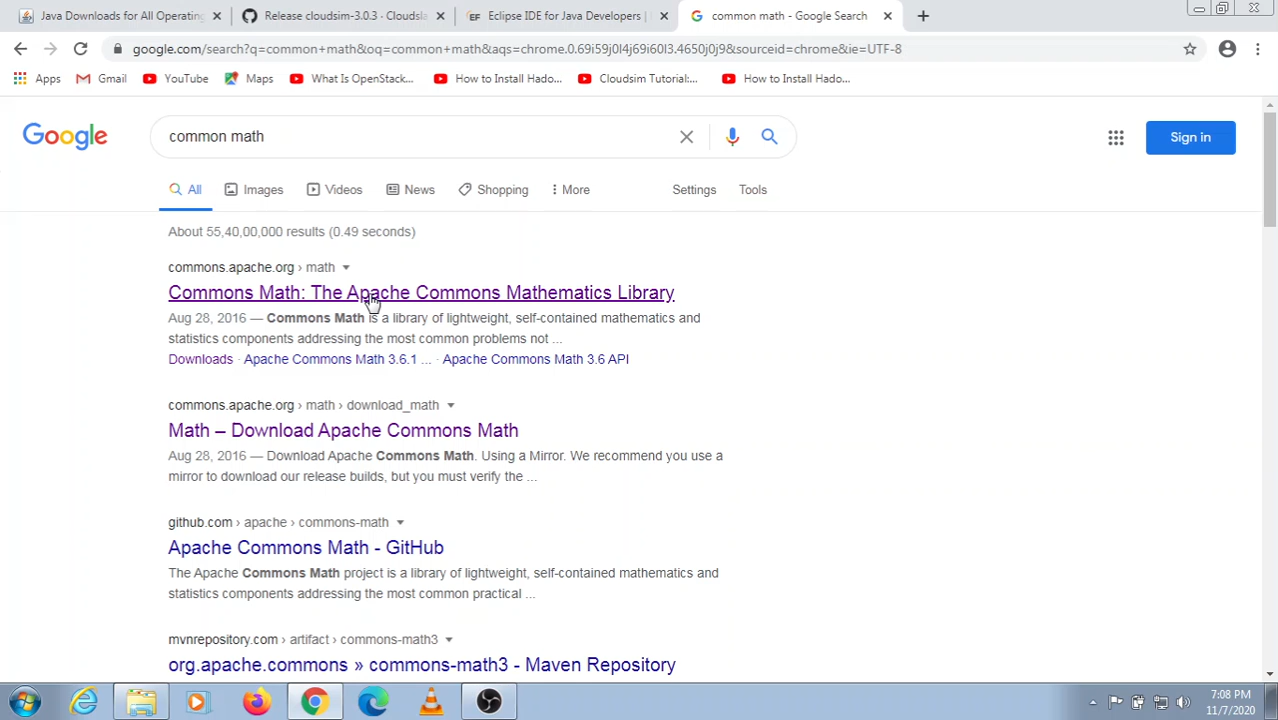 Java Downloads for All Operating
Release cloudsim-3.0.3 · Cloudsla
Eclipse IDE for Java Developers |
common math - Google Search
google.com/search?q=common+math&oq=common+math&aqs=chrome.0.69i59j0l4j69i60l3.4650j0j9&sourceid=chrome&ie=UTF-8
Apps
Gmail
YouTube
Maps
What Is OpenStack...
How to Install Hado...
Cloudsim Tutorial:...
How to Install Hado...
Google
common math
Sign in
All
Images
Videos
News
Shopping
More
Settings
Tools
About 55,40,00,000 results (0.49 seconds)
commons.apache.org › math
Commons Math: The Apache Commons Mathematics Library
Aug 28, 2016 — Commons Math is a library of lightweight, self-contained mathematics and
statistics components addressing the most common problems not ...
Downloads · Apache Commons Math 3.6.1 ... · Apache Commons Math 3.6 API
commons.apache.org › math › download_math
Math – Download Apache Commons Math
Aug 28, 2016 — Download Apache Commons Math. Using a Mirror. We recommend you use a
mirror to download our release builds, but you must verify the ...
github.com › apache › commons-math
Apache Commons Math - GitHub
The Apache Commons Math project is a library of lightweight, self-contained mathematics and
statistics components addressing the most common practical ...
mvnrepository.com › artifact › commons-math3
org.apache.commons » commons-math3 - Maven Repository
7:08 PM
11/7/2020